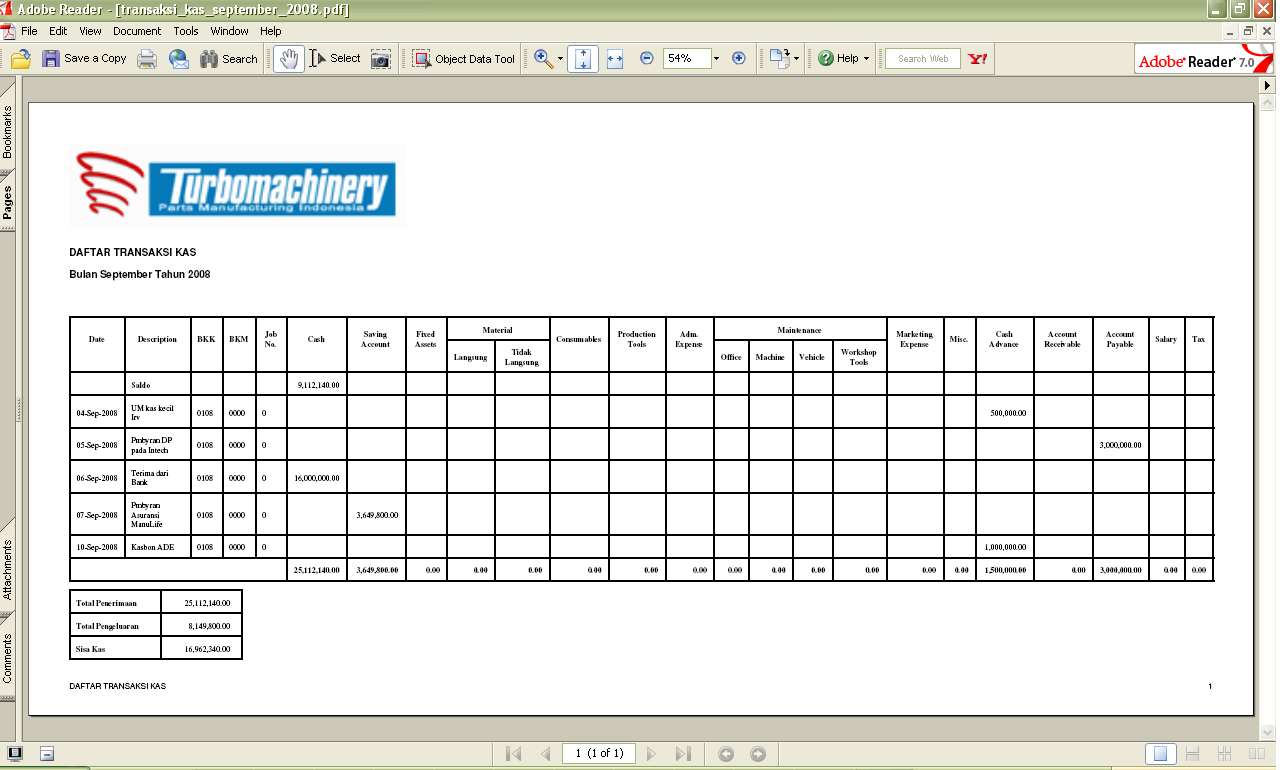 Adobe Reader - [transaksi_kas_september_2008.pdf]
File Edit View Document Tools Window Help
Save a Copy Search Select Object Data Tool 54% Help Search Web Y! Adobe Reader 7.0
Bookmarks
Pages
Attachments
Comments
Turbomachinery
Parts Manufacturing Indonesia
DAFTAR TRANSAKSI KAS
Bulan September Tahun 2008
Date Description BKK BKM Job No. Cash Saving Account Fixed Assets Material Consumables Production Tools Adm. Expense Maintenance Marketing Expense Misc. Cash Advance Account Receivable Account Payable Salary Tax
Langsung Tidak Langsung Office Machine Vehicle Workshop Tools
Saldo 9,112,140.00
04-Sep-2008 UM kas kecil Irv 0108 0000 0 500,000.00
05-Sep-2008 Pmbyran DP pada Intech 0108 0000 0 3,000,000.00
06-Sep-2008 Terima dari Bank 0108 0000 0 16,000,000.00
07-Sep-2008 Pmbyran Asuransi ManuLife 0108 0000 0 3,649,800.00
10-Sep-2008 Kasbon ADE 0108 0000 0 1,000,000.00
25,112,140.00 3,649,800.00 0.00 0.00 0.00 0.00 0.00 0.00 0.00 0.00 0.00 0.00 0.00 0.00 1,500,000.00 0.00 3,000,000.00 0.00 0.00
Total Penerimaan 25,112,140.00
Total Pengeluaran 8,149,800.00
Sisa Kas 16,962,340.00
DAFTAR TRANSAKSI KAS 1
1 (1 of 1)